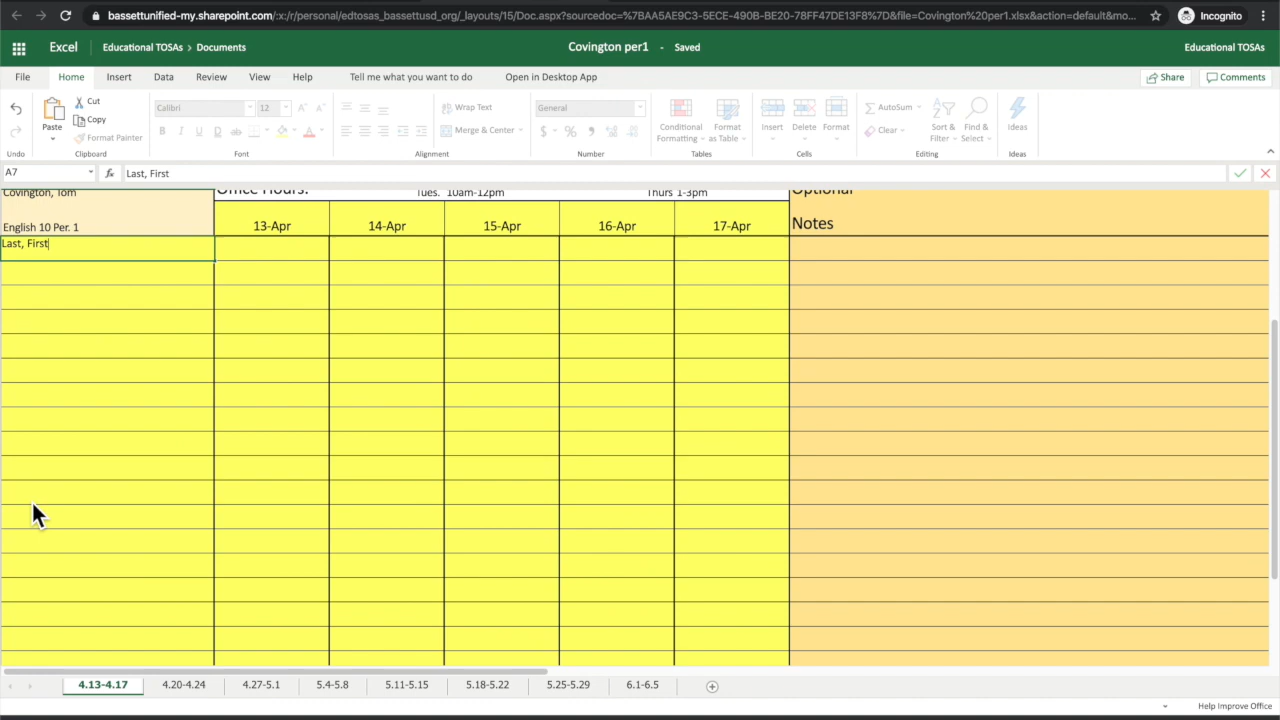 bassettunified-my.sharepoint.com/:x:/r/personal/edtosas_bassettusd_org/_layouts/15/Doc.aspx?sourcedoc=%7BAA5AE9C3-5ECE-490B-BE20-78FF47DE13F8%7D&file=Covington%20per1.xlsx&action=default&mo...
Incognito
Excel
Educational TOSAs > Documents
Covington per1 - Saved
Educational TOSAs
File Home Insert Data Review View Help Tell me what you want to do Open in Desktop App Share Comments
Cut
Copy
Format Painter
Paste
Calibri 12
B I U D ab A
Wrap Text
Merge & Center
General
$ %
Conditional Formatting
Format as Table
Insert Delete Format
AutoSum
Clear
Sort & Filter
Find & Select
Ideas
Undo Clipboard Font Alignment Number Tables Cells Editing Ideas
A7 fx Last, First
Covington, Tom
Office Hours: Tues. 10am-12pm Thurs 1-3pm
Optional
English 10 Per. 1
13-Apr 14-Apr 15-Apr 16-Apr 17-Apr
Notes
Last, First
4.13-4.17 4.20-4.24 4.27-5.1 5.4-5.8 5.11-5.15 5.18-5.22 5.25-5.29 6.1-6.5
Help Improve Office